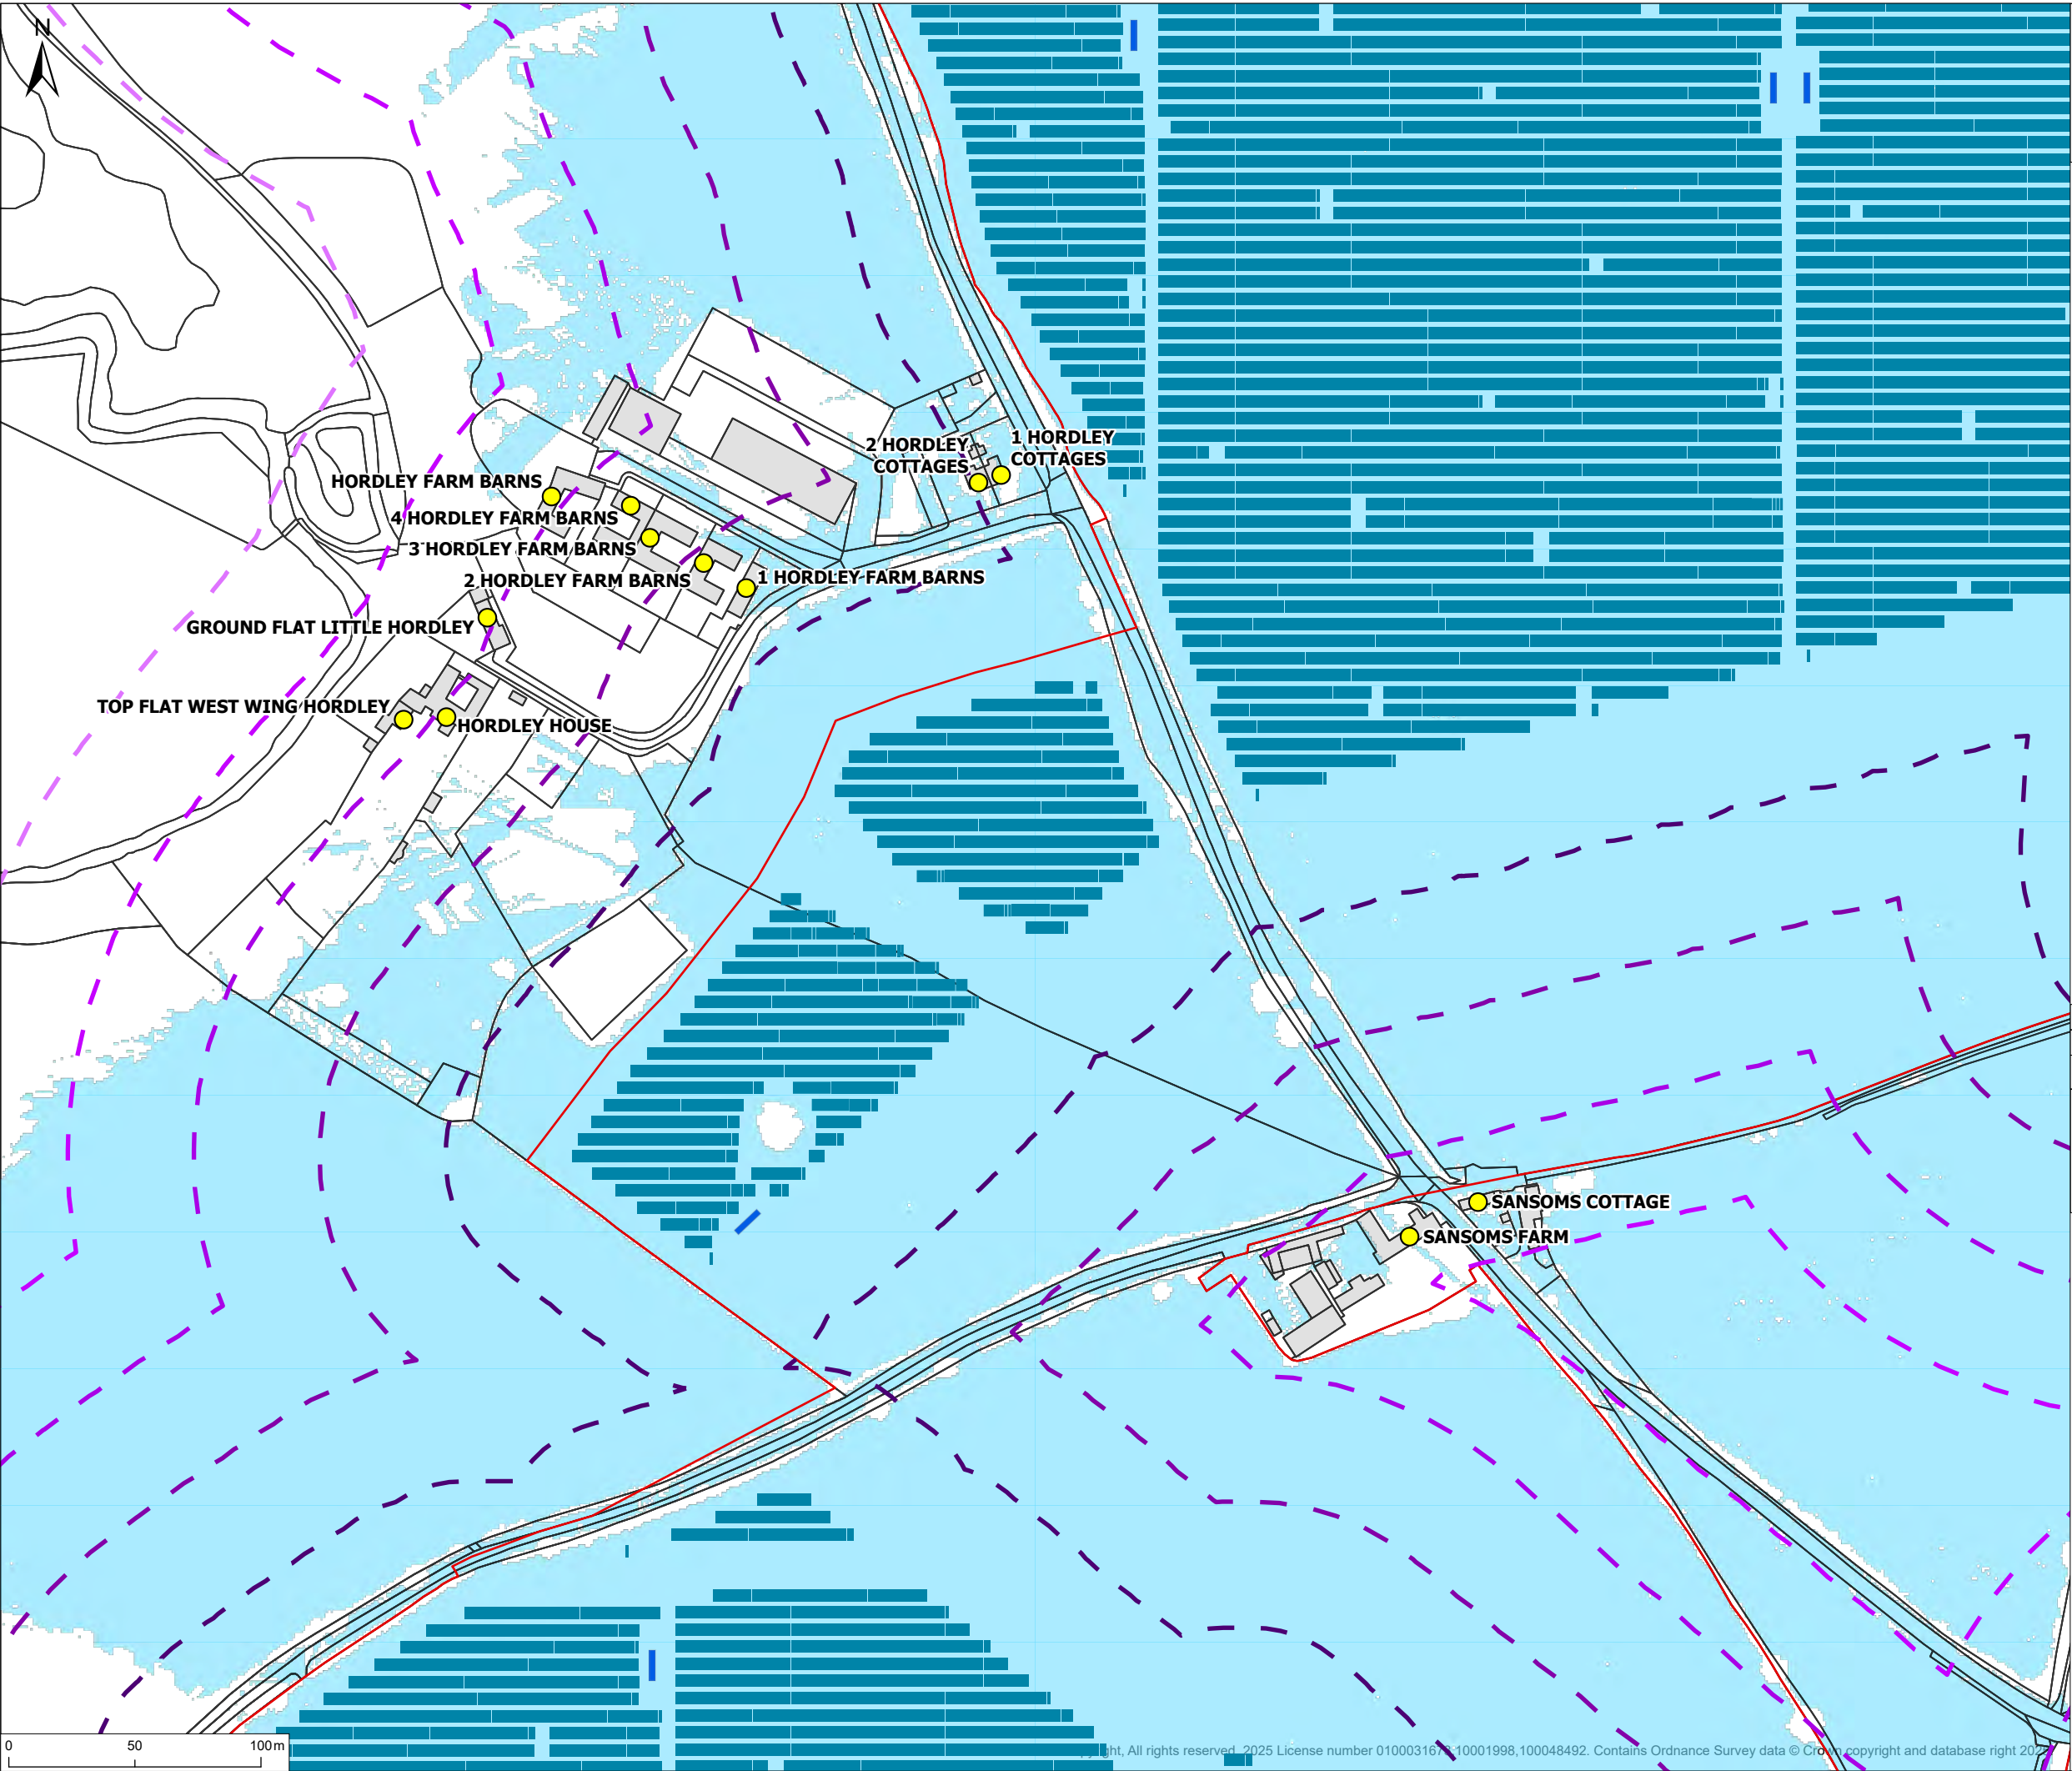 N
2 HORDLEY
COTTAGES
1 HORDLEY
COTTAGES
HORDLEY FARM BARNS
4 HORDLEY FARM BARNS
3 HORDLEY FARM BARNS
2 HORDLEY FARM BARNS
1 HORDLEY FARM BARNS
GROUND FLAT LITTLE HORDLEY
TOP FLAT WEST WING HORDLEY
HORDLEY HOUSE
SANSOMS COTTAGE
SANSOMS FARM
0 50 100m
All rights reserved. 2025 License number 10001998,100048492. Contains Ordnance Survey data © Crown copyright and database right